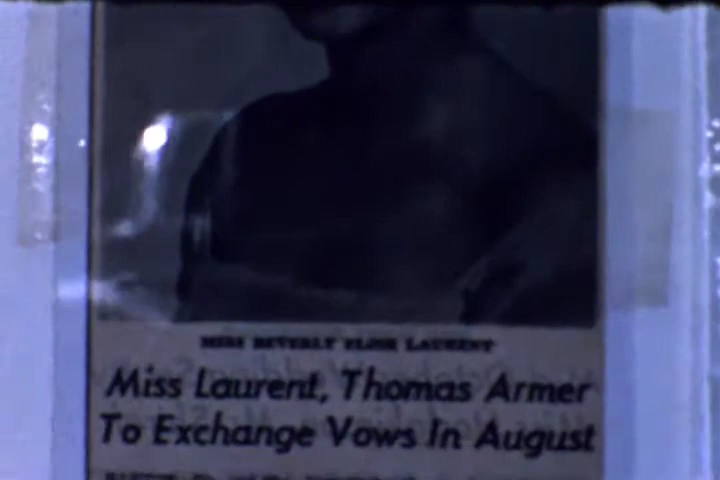 MISS BEVERLY ELISE LAURENT
Miss Laurent, Thomas Armer
To Exchange Vows In August